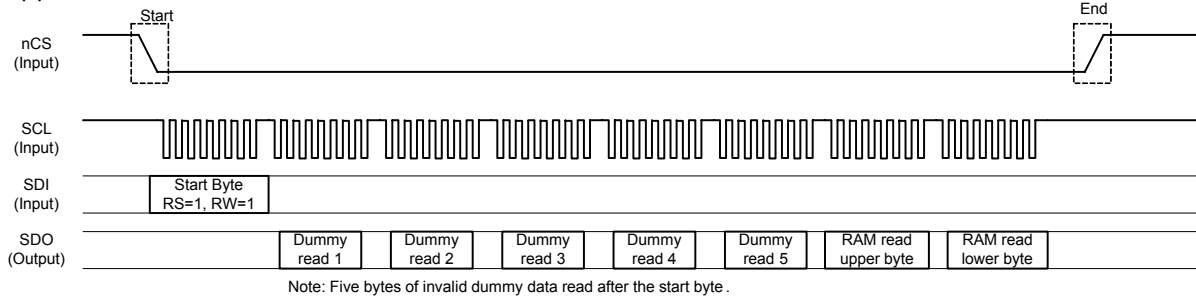 Start
End
nCS
(Input)
SCL
(Input)
SDI
(Input)
Start Byte
RS=1, RW=1
SDO
(Output)
Dummy
read 1
Dummy
read 2
Dummy
read 3
Dummy
read 4
Dummy
read 5
RAM read
upper byte
RAM read
lower byte
Note: Five bytes of invalid dummy data read after the start byte .